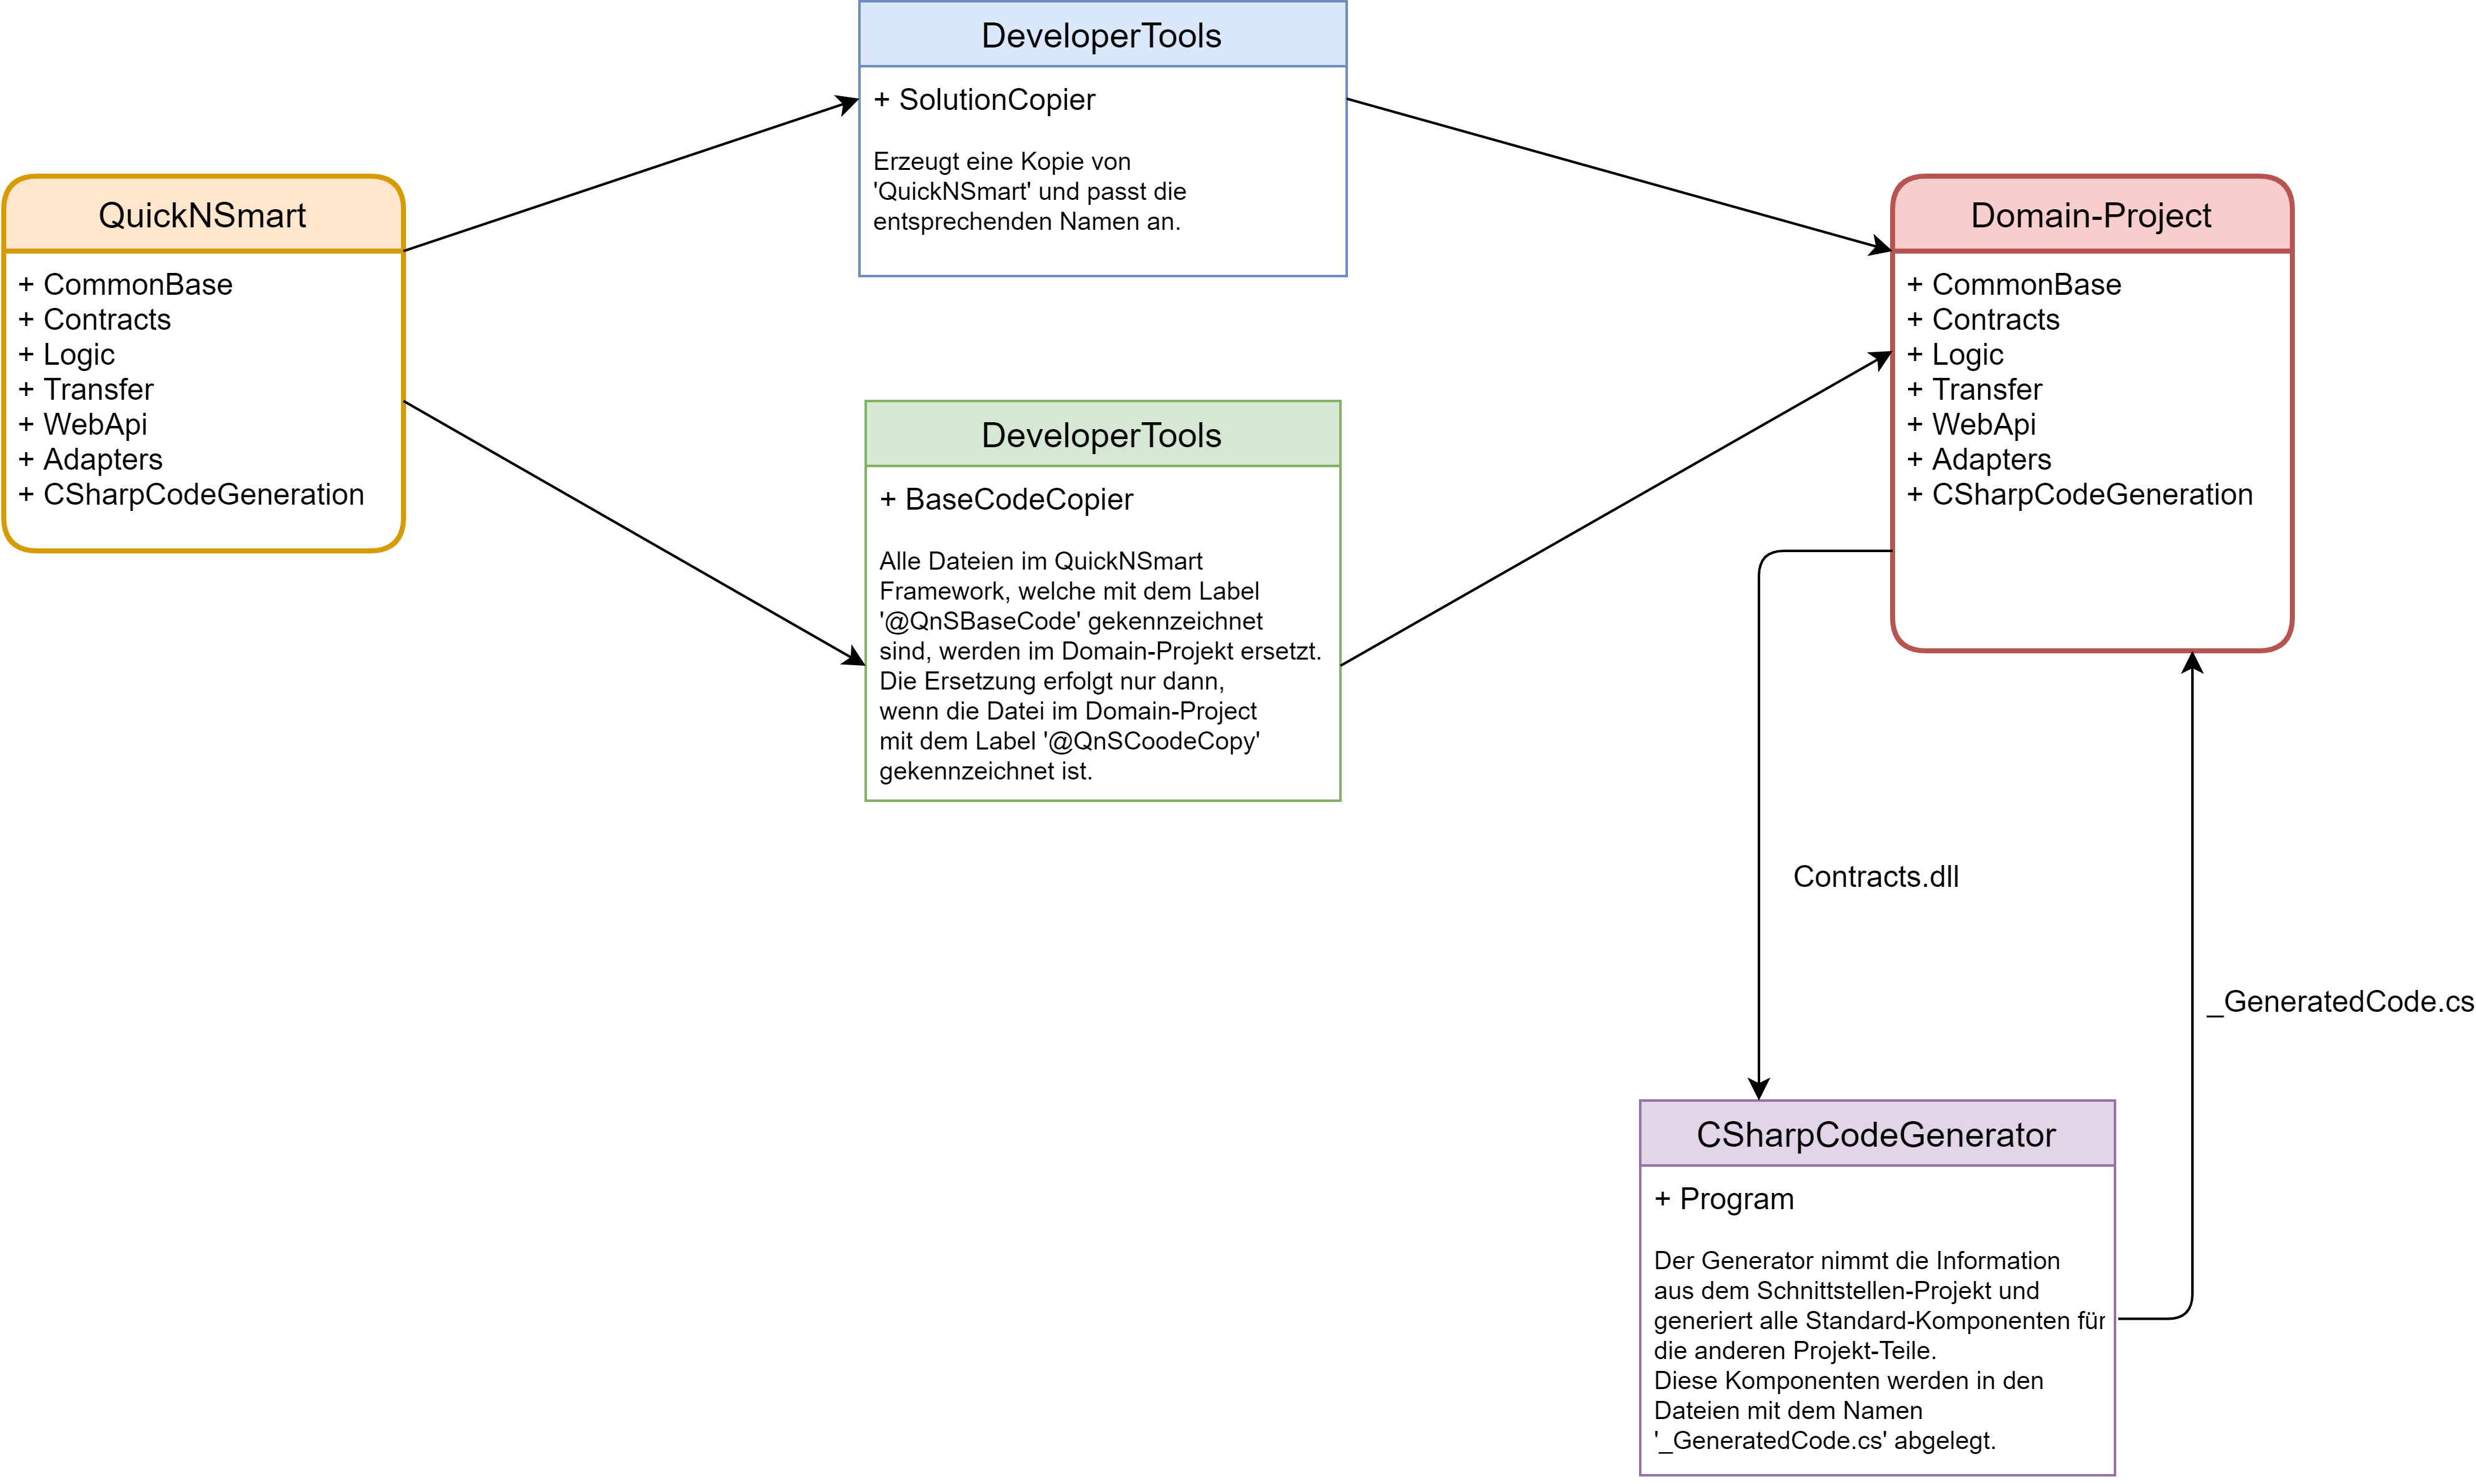 DeveloperTools
+ SolutionCopier
Erzeugt eine Kopie von
'QuickNSmart' und passt die
entsprechenden Namen an.
QuickNSmart
+ CommonBase
+ Contracts
+ Logic
+ Transfer
+ WebApi
+ Adapters
+ CSharpCodeGeneration
DeveloperTools
+ BaseCodeCopier
Alle Dateien im QuickNSmart
Framework, welche mit dem Label
'@QnSBaseCode' gekennzeichnet
sind, werden im Domain-Projekt ersetzt.
Die Ersetzung erfolgt nur dann,
wenn die Datei im Domain-Project
mit dem Label '@QnSCoodeCopy'
gekennzeichnet ist.
Domain-Project
+ CommonBase
+ Contracts
+ Logic
+ Transfer
+ WebApi
+ Adapters
+ CSharpCodeGeneration
Contracts.dll
_GeneratedCode.cs
CSharpCodeGenerator
+ Program
Der Generator nimmt die Information
aus dem Schnittstellen-Projekt und
generiert alle Standard-Komponenten für
die anderen Projekt-Teile.
Diese Komponenten werden in den
Dateien mit dem Namen
'_GeneratedCode.cs' abgelegt.